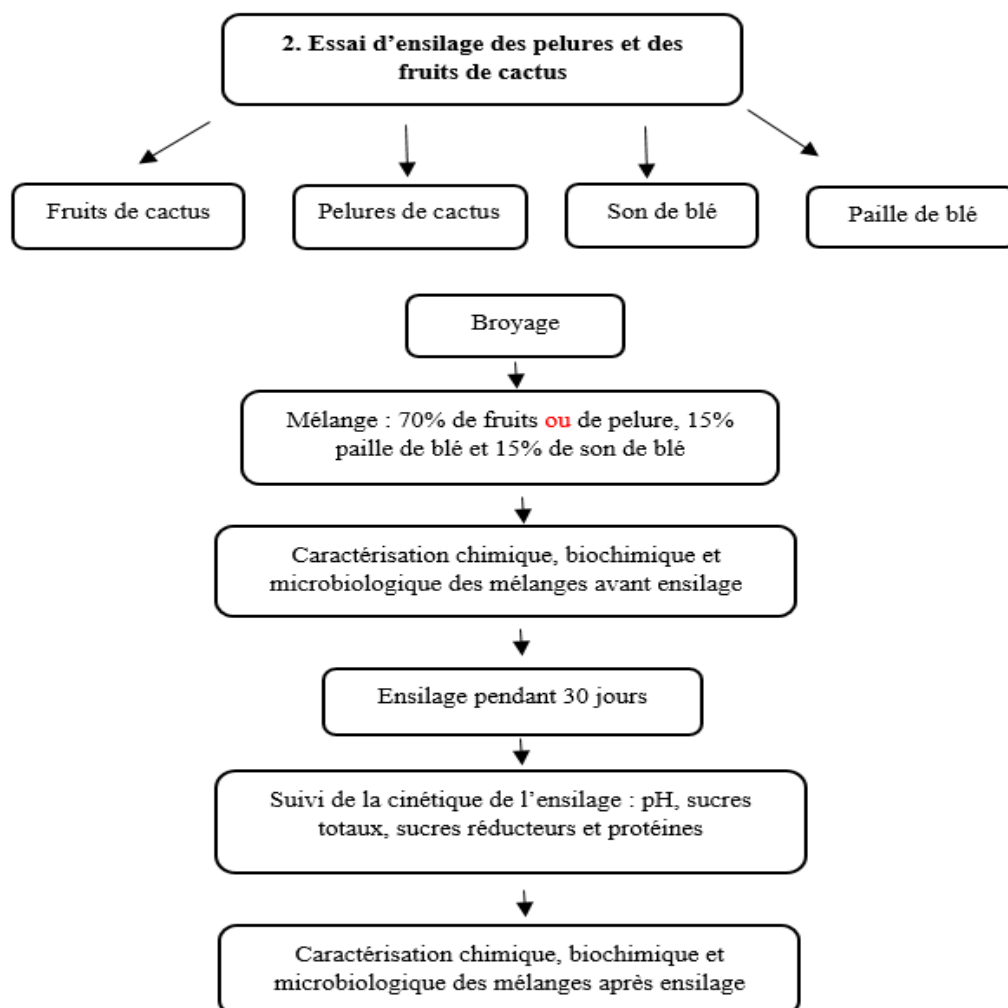 2. Essai d’ensilage des pelures et des
fruits de cactus
Fruits de cactus
Pelures de cactus
Son de blé
Paille de blé
Broyage
Mélange : 70% de fruits ou de pelure, 15%
paille de blé et 15% de son de blé
Caractérisation chimique, biochimique et
microbiologique des mélanges avant ensilage
Ensilage pendant 30 jours
Suivi de la cinétique de l’ensilage : pH, sucres
totaux, sucres réducteurs et protéines
Caractérisation chimique, biochimique et
microbiologique des mélanges après ensilage